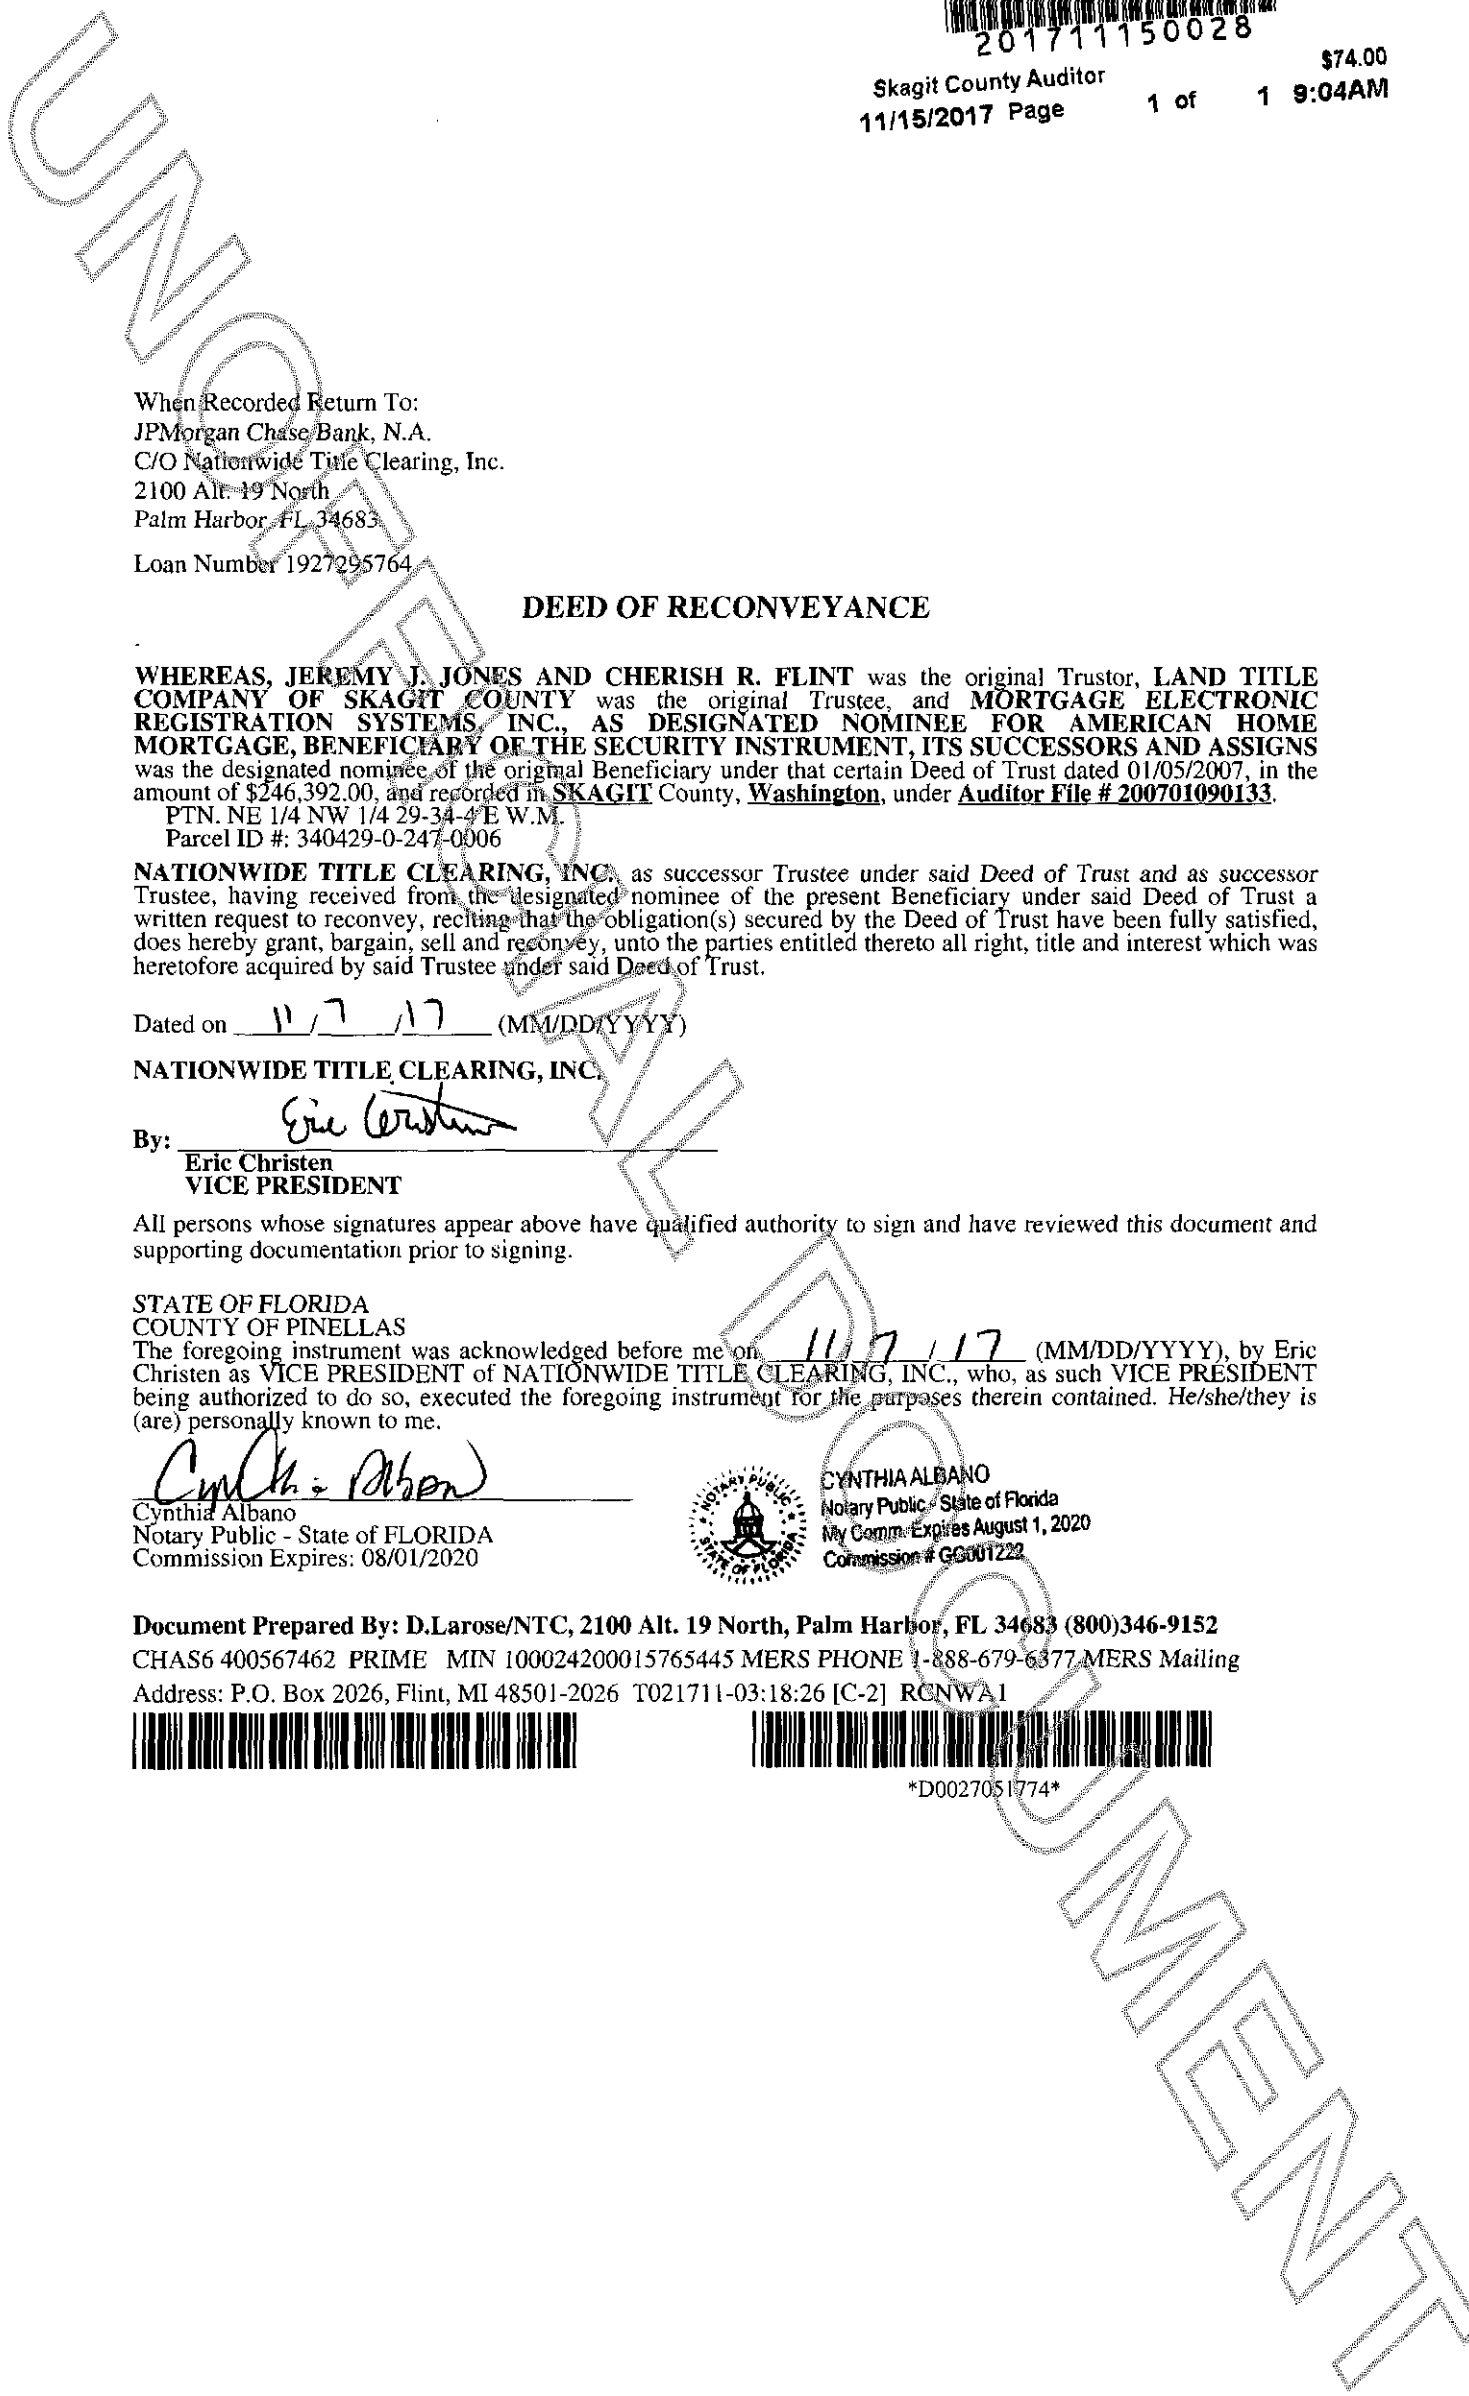 201711150028
Skagit County Auditor $74.00
11/15/2017 Page 1 of 1 9:04AM
When Recorded Return To:
JPMorgan Chase Bank, N.A.
C/O Nationwide Title Clearing, Inc.
2100 Alt. 19 North
Palm Harbor, FL 34683
Loan Number 1927295764
DEED OF RECONVEYANCE
WHEREAS, JEREMY J. JONES AND CHERISH R. FLINT was the original Trustor, LAND TITLE
COMPANY OF SKAGIT COUNTY was the original Trustee, and MORTGAGE ELECTRONIC
REGISTRATION SYSTEMS, INC., AS DESIGNATED NOMINEE FOR AMERICAN HOME
MORTGAGE, BENEFICIARY OF THE SECURITY INSTRUMENT, ITS SUCCESSORS AND ASSIGNS
was the designated nominee of the original Beneficiary under that certain Deed of Trust dated 01/05/2007, in the
amount of $246,392.00, and recorded in SKAGIT County, Washington, under Auditor File # 200701090133.
PTN. NE 1/4 NW 1/4 29-34-4 E W.M.
Parcel ID #: 340429-0-247-0006
NATIONWIDE TITLE CLEARING, INC. as successor Trustee under said Deed of Trust and as successor
Trustee, having received from the designated nominee of the present Beneficiary under said Deed of Trust a
written request to reconvey, reciting that the obligation(s) secured by the Deed of Trust have been fully satisfied,
does hereby grant, bargain, sell and reconvey, unto the parties entitled thereto all right, title and interest which was
heretofore acquired by said Trustee under said Deed of Trust.
Dated on 11/7/17 (MM/DD/YYYY)
NATIONWIDE TITLE CLEARING, INC.
Eric Christen
By:
Eric Christen
VICE PRESIDENT
All persons whose signatures appear above have qualified authority to sign and have reviewed this document and
supporting documentation prior to signing.
STATE OF FLORIDA
COUNTY OF PINELLAS
The foregoing instrument was acknowledged before me on 11/7/17 (MM/DD/YYYY), by Eric
Christen as VICE PRESIDENT of NATIONWIDE TITLE CLEARING, INC., who, as such VICE PRESIDENT
being authorized to do so, executed the foregoing instrument for the purposes therein contained. He/she/they is
(are) personally known to me.
Cynthia Albano
Cynthia Albano
Notary Public - State of FLORIDA
Commission Expires: 08/01/2020
NOTARY PUBLIC
STATE OF FLORIDA
CYNTHIA ALBANO
Notary Public - State of Florida
My Comm. Expires August 1, 2020
Commission # GG001222
Document Prepared By: D.Larose/NTC, 2100 Alt. 19 North, Palm Harbor, FL 34683 (800)346-9152
CHAS6 400567462 PRIME MIN 100024200015765445 MERS PHONE 1-888-679-6377 MERS Mailing
Address: P.O. Box 2026, Flint, MI 48501-2026 T021711-03:18:26 [C-2] RCNWA1
*D0027051774*
UNOFFICIAL DOCUMENT